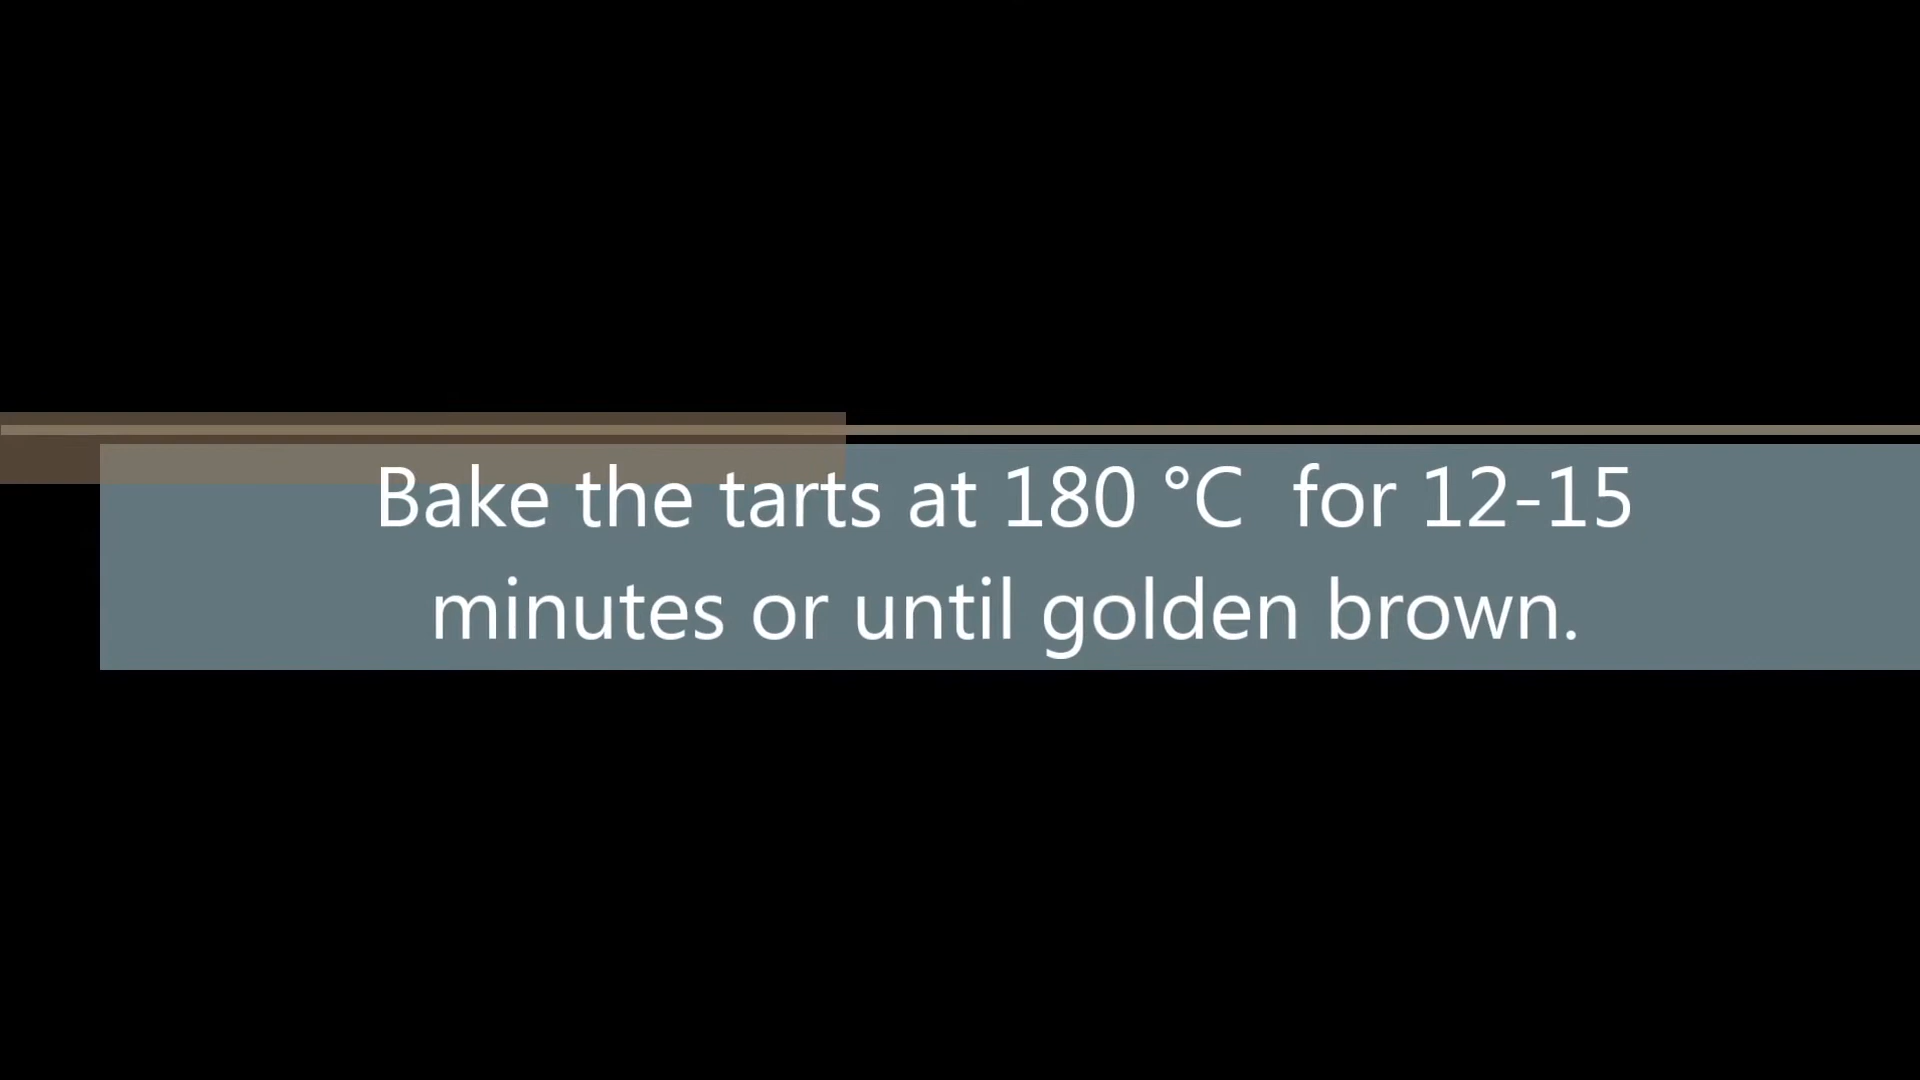 Bake the tarts at 180 °C  for 12-15
minutes or until golden brown.